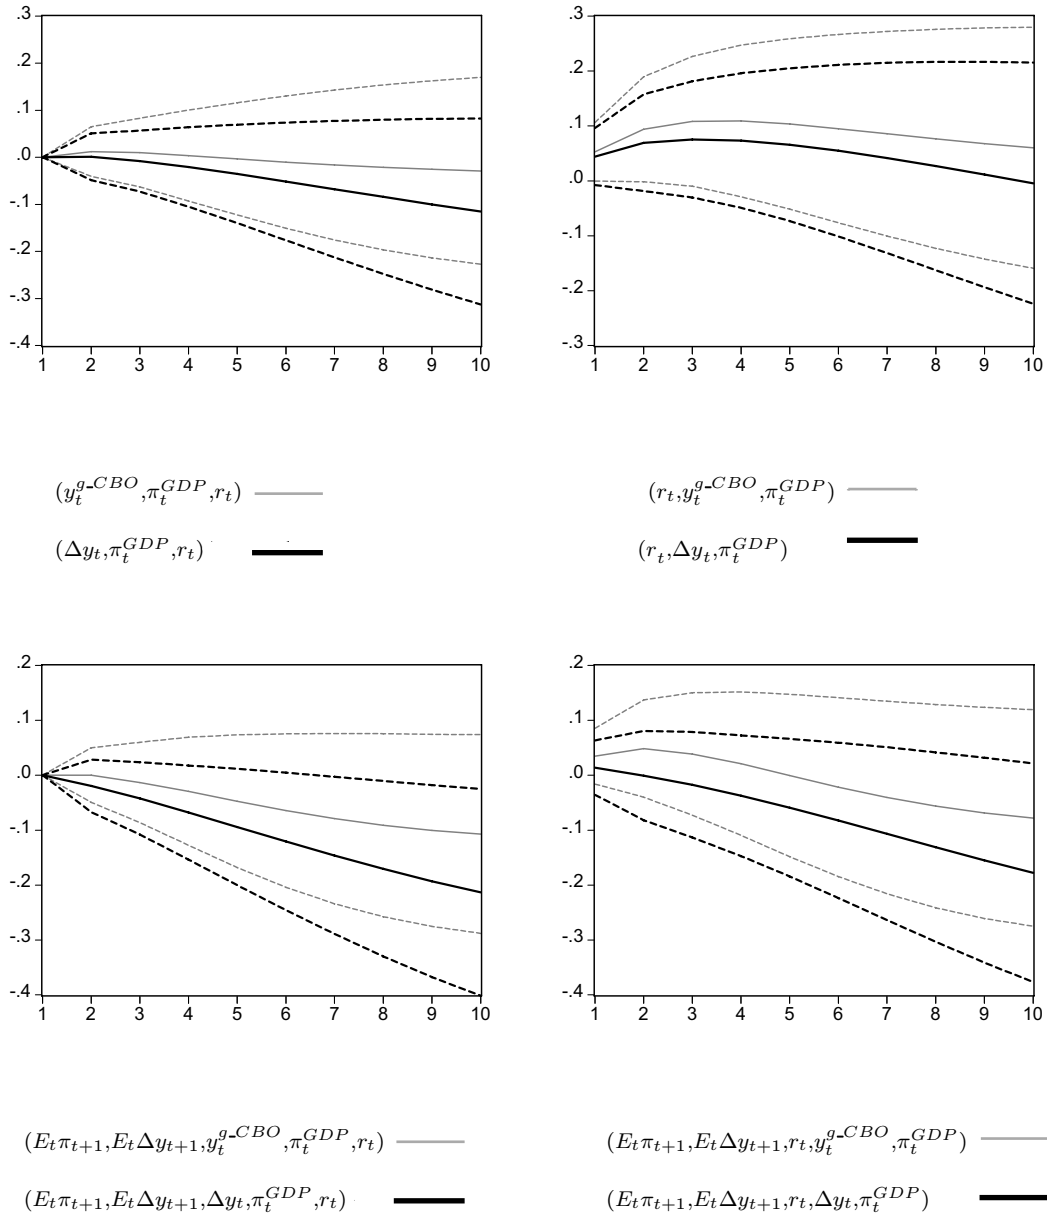 .3 .2 .1 .0 -.1 -.2 -.3 -.4
1 2 3 4 5 6 7 8 9 10
.3 .2 .1 .0 -.1 -.2 -.3
1 2 3 4 5 6 7 8 9 10
(y_t^{g-CBO},π_t^{GDP},r_t)
(Δy_t,π_t^{GDP},r_t)
(r_t,y_t^{g-CBO},π_t^{GDP})
(r_t,Δy_t,π_t^{GDP})
.2 .1 .0 -.1 -.2 -.3 -.4
1 2 3 4 5 6 7 8 9 10
.2 .1 .0 -.1 -.2 -.3 -.4
1 2 3 4 5 6 7 8 9 10
(E_tπ_{t+1},E_tΔy_{t+1},y_t^{g-CBO},π_t^{GDP},r_t)
(E_tπ_{t+1},E_tΔy_{t+1},Δy_t,π_t^{GDP},r_t)
(E_tπ_{t+1},E_tΔy_{t+1},r_t,y_t^{g-CBO},π_t^{GDP})
(E_tπ_{t+1},E_tΔy_{t+1},r_t,Δy_t,π_t^{GDP})